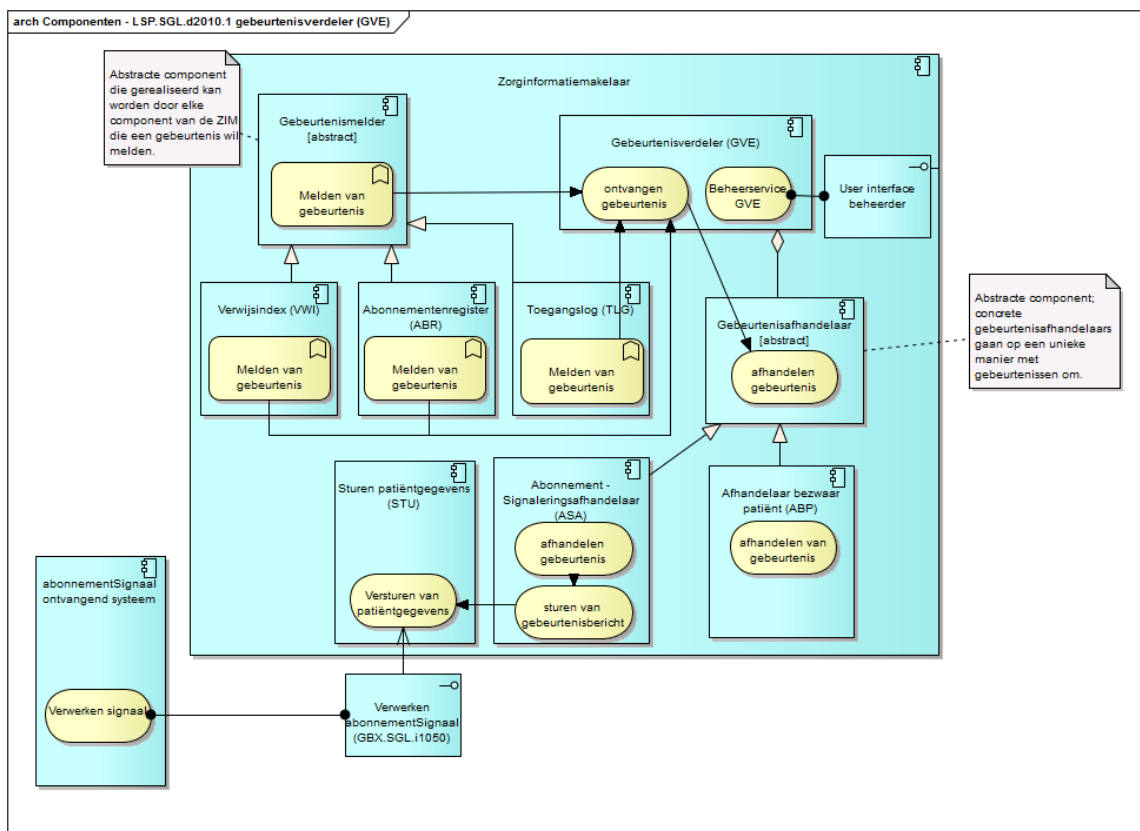 arch Componenten - LSP.SGL.d2010.1 gebeurtenisverdeler (GVE)
Abstracte component
die gerealiseerd kan
worden door elke
component van de ZIM
die een gebeurtenis wil
melden.
Zorginformatiemakelaar
Gebeurtenismelder
[abstract]
Melden van
gebeurtenis
Gebeurtenisverdeler (GVE)
ontvangen
gebeurtenis
Beheerservice
GVE
User interface
beheerder
Verwijsindex (VWI)
Melden van
gebeurtenis
Abonnementenregister
(ABR)
Melden van
gebeurtenis
Toegangslog (TLG)
Melden van
gebeurtenis
Gebeurtenisafhandelaar
[abstract]
afhandelen
gebeurtenis
Abstracte component;
concrete
gebeurtenisafhandelaars
gaan op een unieke
manier met
gebeurtenissen om.
Sturen patiëntgegevens
(STU)
Versturen van
patiëntgegevens
Abonnement -
Signaleringsafhandelaar
(ASA)
afhandelen
gebeurtenis
sturen van
gebeurtenisbericht
Afhandelaar bezwaar
patiënt (ABP)
afhandelen van
gebeurtenis
abonnementSignaal
ontvangend systeem
Verwerken signaal
Verwerken
abonnementSignaal
(GBX.SGL.i1050)